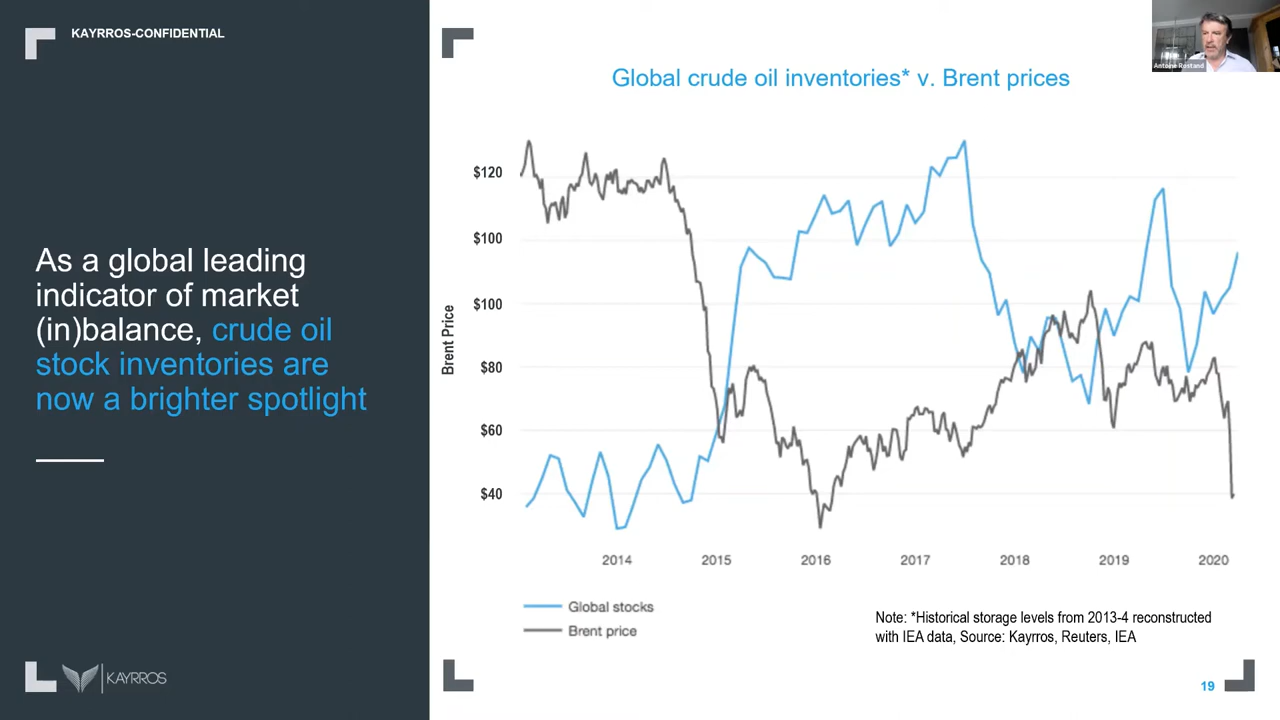 KAYRROS-CONFIDENTIAL
As a global leading
indicator of market
(in)balance, crude oil
stock inventories are
now a brighter spotlight
KAYRROS
Global crude oil inventories* v. Brent prices
Brent Price
$120
$100
$100
$80
$60
$40
2014 2015 2016 2017 2018 2019 2020
Global stocks
Brent price
Note: *Historical storage levels from 2013-4 reconstructed
with IEA data, Source: Kayrros, Reuters, IEA
19
Antoine Rostand